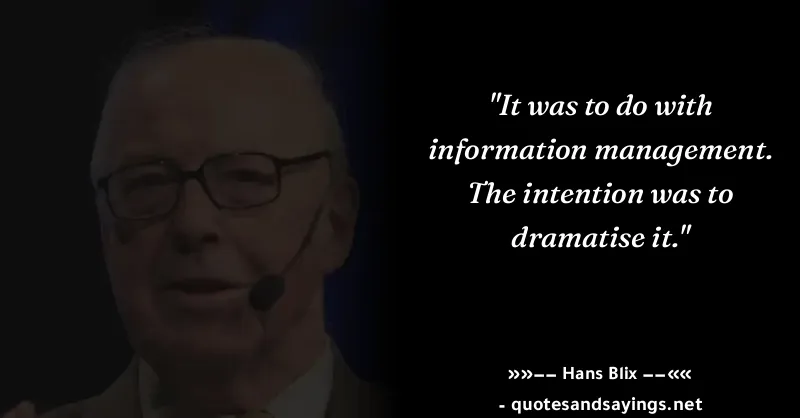 "It was to do with
information management.
The intention was to
dramatise it."
»»−− Hans Blix −−««
- quotesandsayings.net